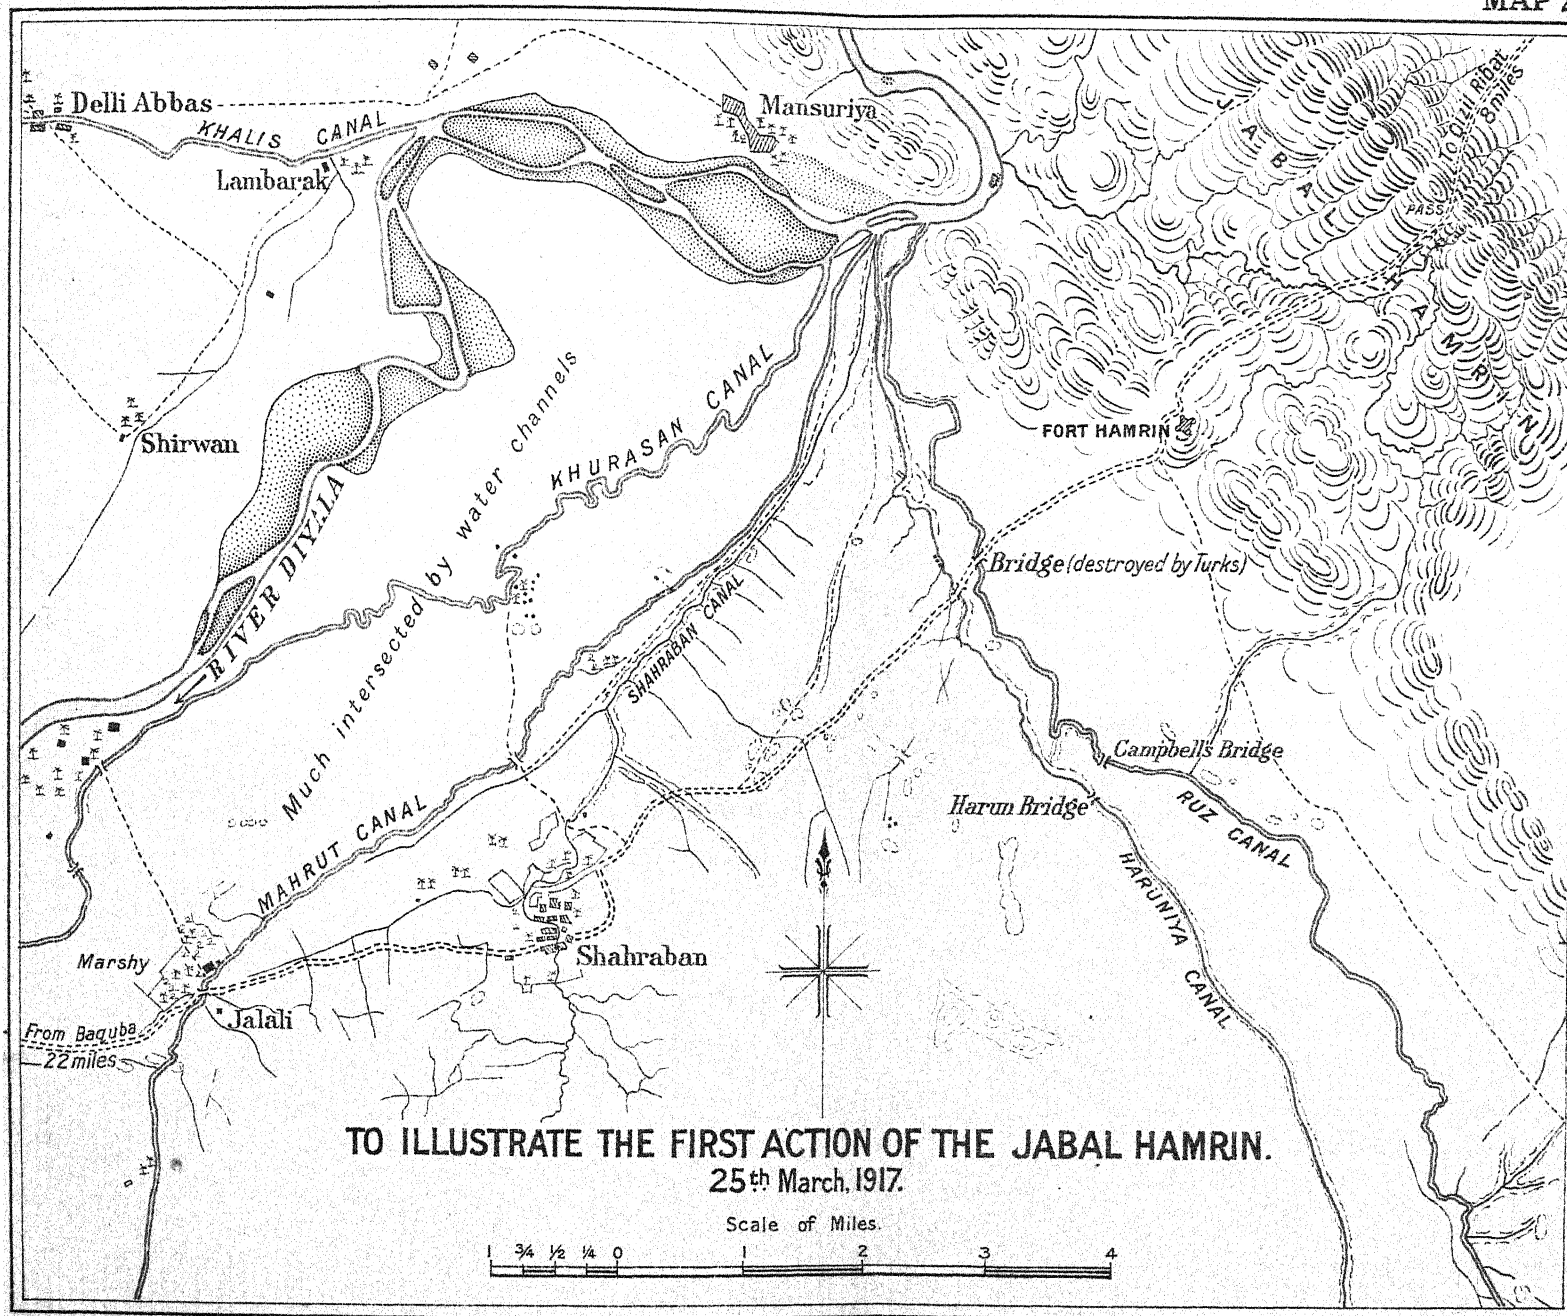 MAP 2
Delli Abbas
KHALIS CANAL
Lambarak
Mansuriya
JABAL HAMRIN
TO Qizil Ribat
8 miles
PASS
Shirwan
FORT HAMRIN
KHURASAN CANAL
RIVER DIYALA
Much intersected by water channels
Bridge (destroyed by Turks)
SHAHRABAN CANAL
Campbell's Bridge
Harun Bridge
RUZ CANAL
MAHRUT CANAL
HARUNIYA CANAL
Marshy
Shahraban
Jalali
From Baquba
22 miles
TO ILLUSTRATE THE FIRST ACTION OF THE JABAL HAMRIN.
25th March, 1917.
Scale of Miles.
1 3/4 1/2 1/4 0 1 2 3 4